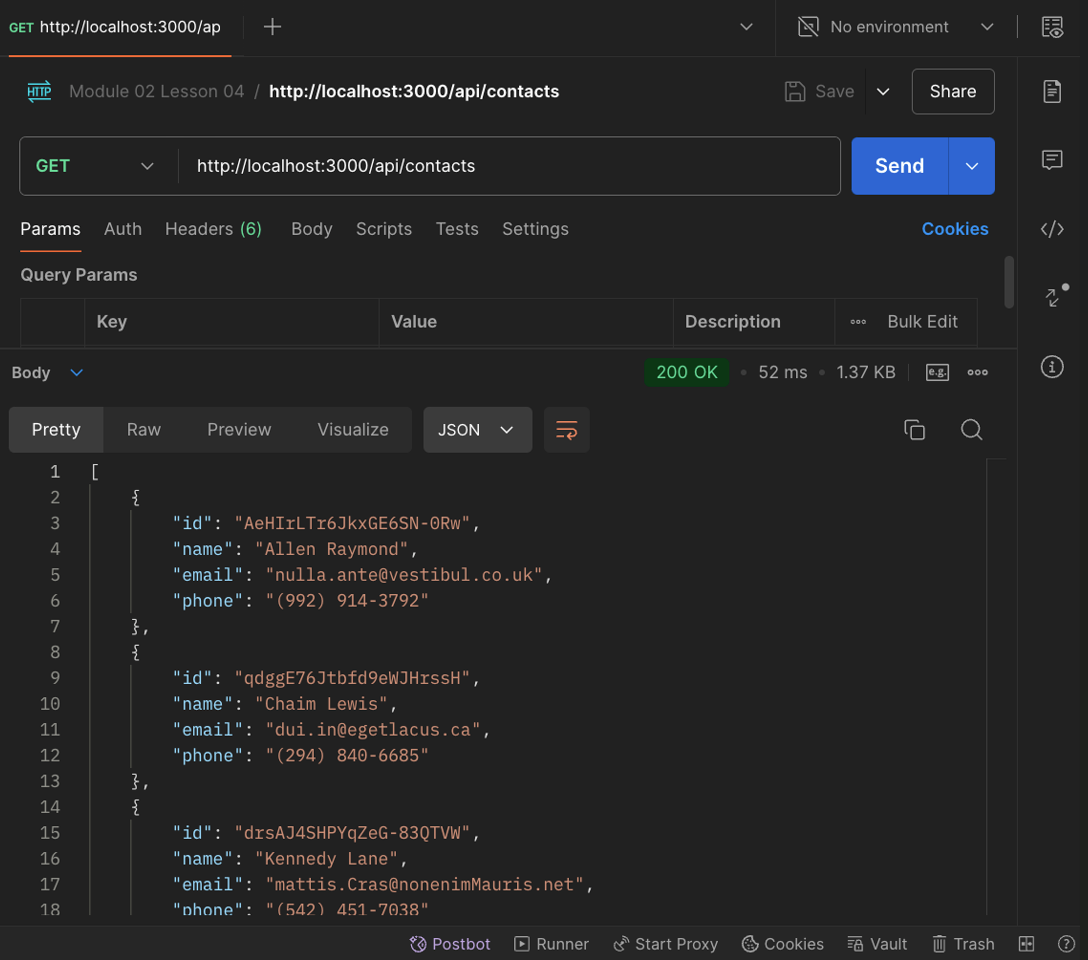 GET http://localhost:3000/ap
No environment
HTTP Module 02 Lesson 04 / http://localhost:3000/api/contacts
Save
Share
GET http://localhost:3000/api/contacts
Send
Params Auth Headers (6) Body Scripts Tests Settings Cookies
Query Params
Key Value Description Bulk Edit
Body 200 OK 52 ms 1.37 KB e.g.
Pretty Raw Preview Visualize JSON
1 [
2 {
3 "id": "AeHIrLTr6JkxGE6SN-0Rw",
4 "name": "Allen Raymond",
5 "email": "nulla.ante@vestibul.co.uk",
6 "phone": "(992) 914-3792"
7 },
8 {
9 "id": "qdggE76Jtbfd9eWJHrssH",
10 "name": "Chaim Lewis",
11 "email": "dui.in@egetlacus.ca",
12 "phone": "(294) 840-6685"
13 },
14 {
15 "id": "drsAJ4SHPYqZeG-83QTVW",
16 "name": "Kennedy Lane",
17 "email": "mattis.Cras@nonenimMauris.net",
18 "phone": "(542) 451-7038"
Postbot Runner Start Proxy Cookies Vault Trash